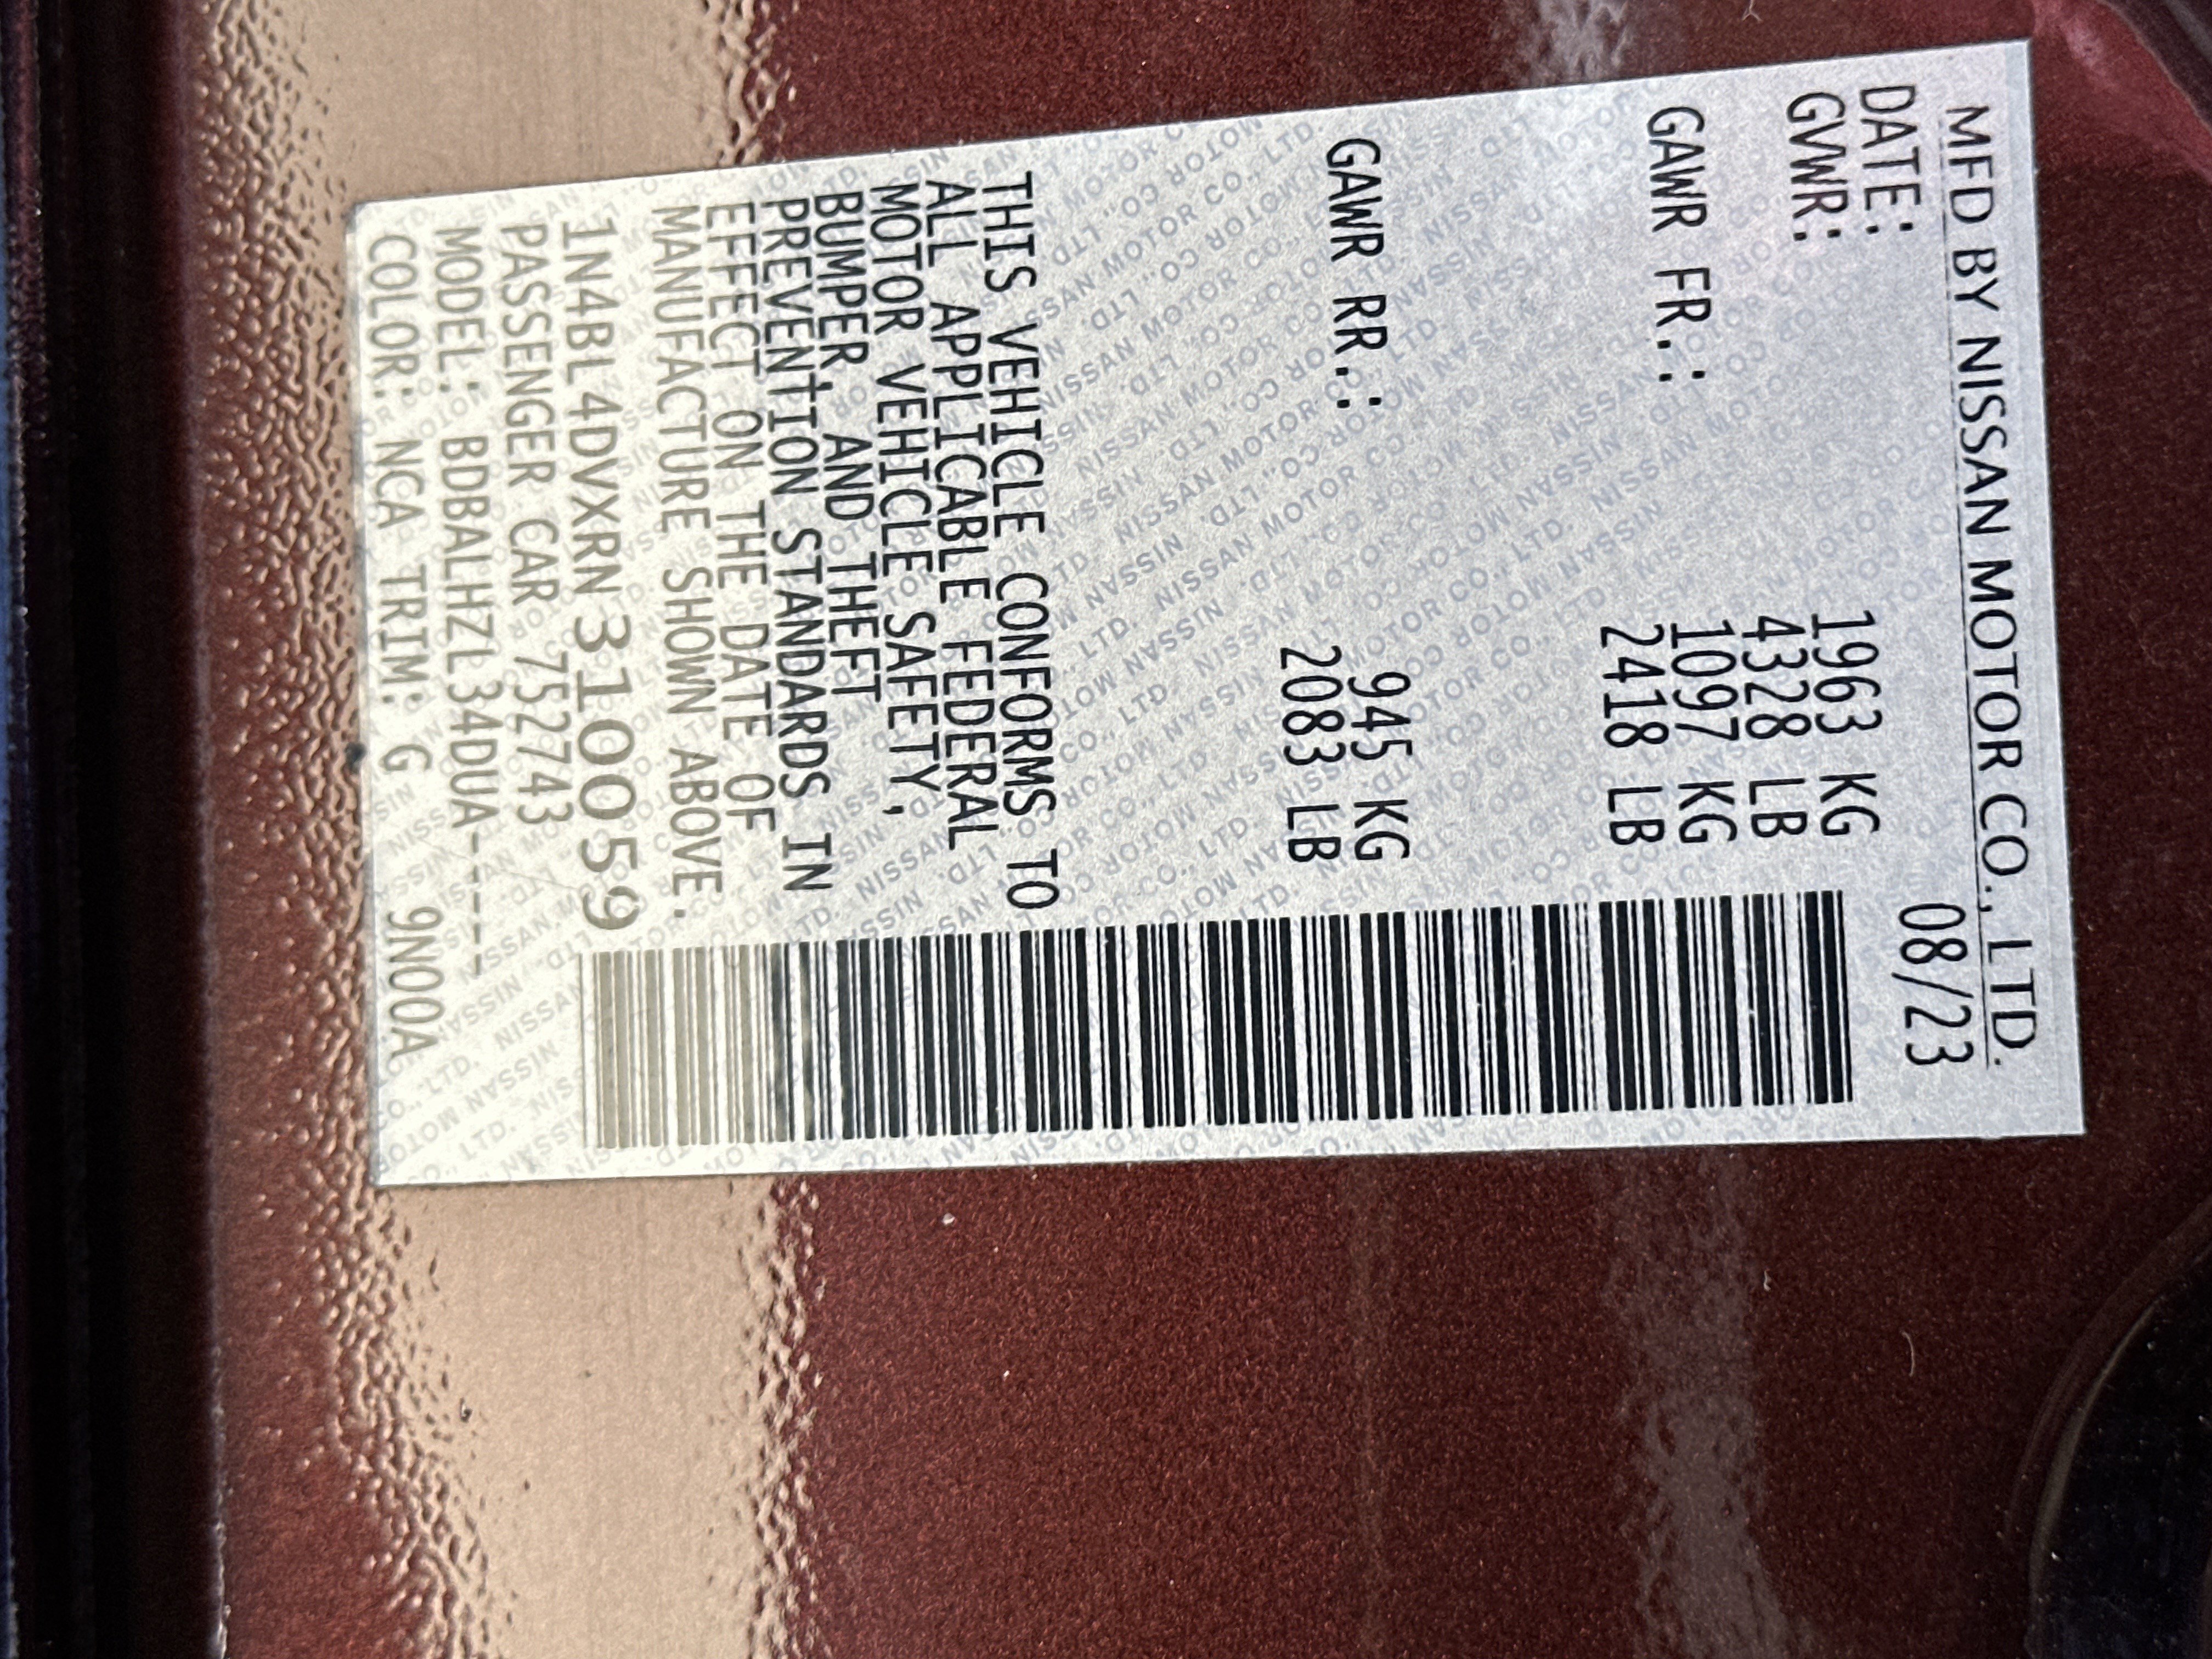 MFD BY NISSAN MOTOR CO., LTD.
DATE: 08/23
GVWR: 1963 KG
4328 LB
GAWR FR.: 1097 KG
2418 LB
GAWR RR.: 945 KG
2083 LB
THIS VEHICLE CONFORMS TO
ALL APPLICABLE FEDERAL
MOTOR VEHICLE SAFETY,
BUMPER, AND THEFT
PREVENTION STANDARDS IN
EFFECT ON THE DATE OF
MANUFACTURE SHOWN ABOVE.
1N4BL4DVXRN310059
PASSENGER CAR 752743
MODEL: BDBALHZL34DUA-----
COLOR: NCA TRIM: G 9N00A